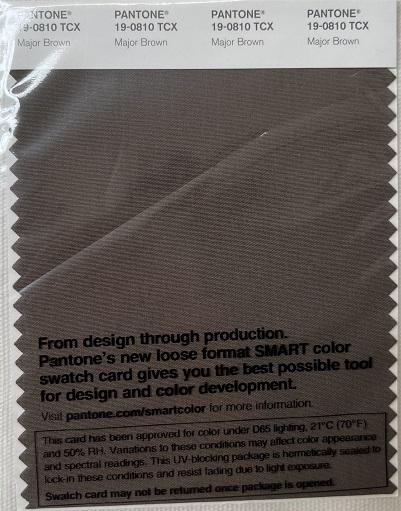 PANTONE® PANTONE® PANTONE® PANTONE®
19-0810 TCX 19-0810 TCX 19-0810 TCX 19-0810 TCX
Major Brown Major Brown Major Brown Major Brown
From design through production.
Pantone's new loose format SMART color
swatch card gives you the best possible tool
for design and color development.
Visit pantone.com/smartcolor for more information.
This card has been approved for color under D65 lighting, 21°C (70°F)
and 50% RH. Variations to these conditions may affect color appearance
and spectral readings. This UV-blocking package is hermetically sealed to
lock-in these conditions and resist fading due to light exposure.
Swatch card may not be returned once package is opened.